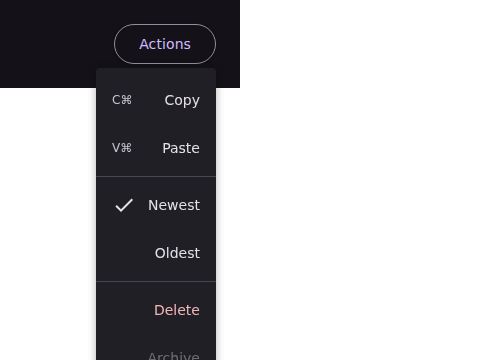 Actions
Copy C⌘
Paste V⌘
Newest
Oldest
Delete
Archive